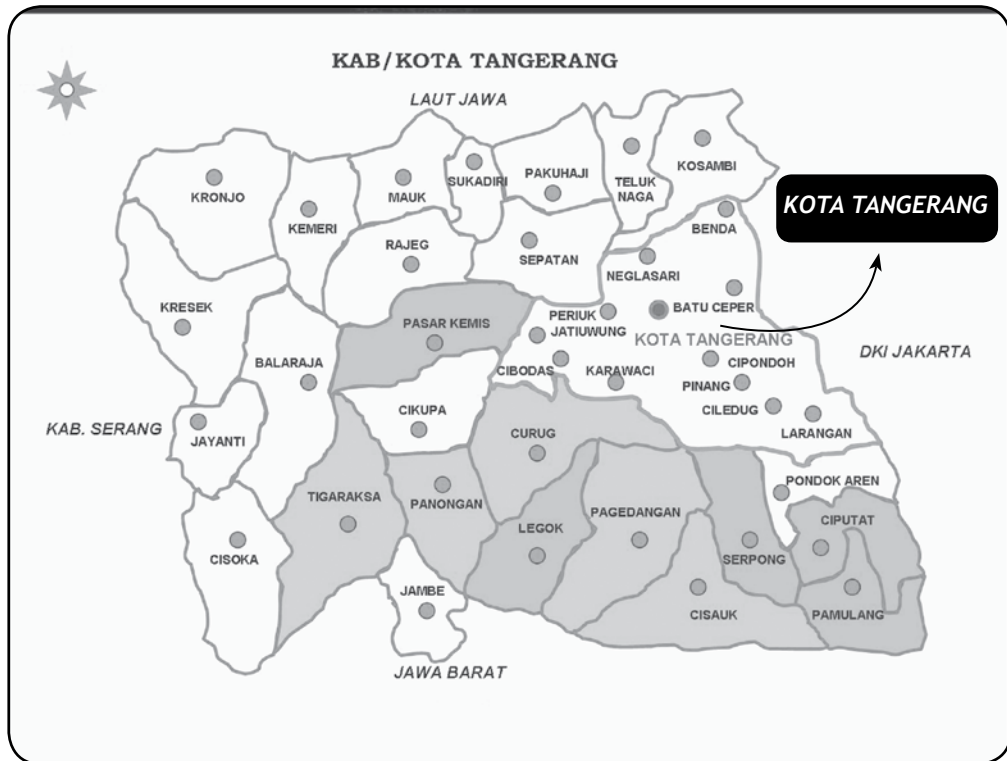 KAB/KOTA TANGERANG
LAUT JAWA
KOSAMBI
SUKADIRI
PAKUHAJI
TELUK
NAGA
KRONJO
MAUK
KEMERI
KOTA TANGERANG
BENDA
RAJEG
SEPATAN
NEGLASARI
KRESEK
PERIUK
BATU CEPER
PASAR KEMIS
JATIUWUNG
KOTA TANGERANG
DKI JAKARTA
BALARAJA
CIBODAS
KARAWACI
CIPONDOH
PINANG
CIKUPA
CILEDUG
KAB. SERANG
JAYANTI
CURUG
LARANGAN
TIGARAKSA
PANONGAN
PONDOK AREN
LEGOK
PAGEDANGAN
CIPUTAT
CISOKA
SERPONG
JAMBE
CISAUK
PAMULANG
JAWA BARAT